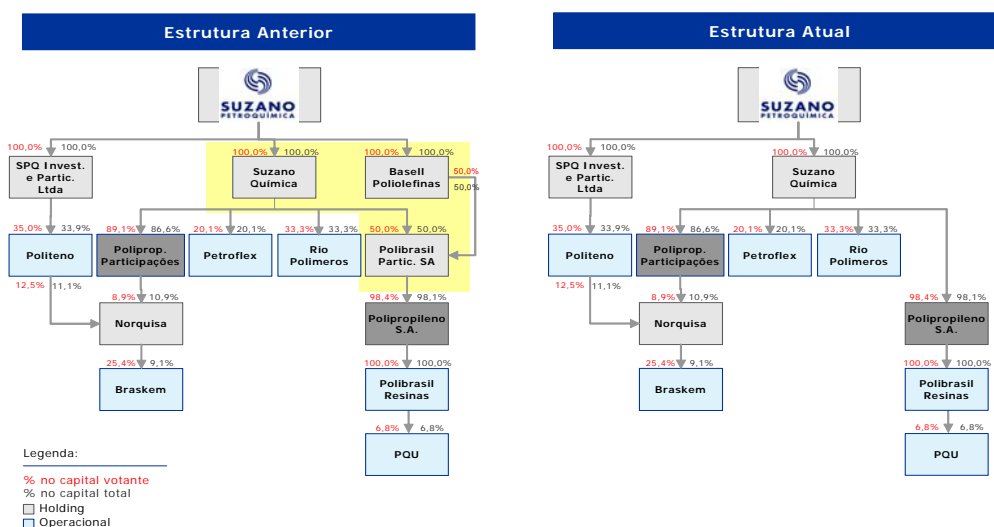 Estrutura Anterior
SUZANO
PETROQUÍMICA
100,0% 100,0%
100,0% 100,0%
100,0% 100,0%
SPQ Invest.
e Partic.
Ltda
Suzano
Química
Basell
Poliolefinas
50,0%
50,0%
35,0% 33,9%
89,1% 86,6%
20,1% 20,1%
33,3% 33,3%
50,0% 50,0%
Politeno
Poliprop.
Participações
Petroflex
Rio
Polimeros
Polibrasil
Partic. SA
12,5% 11,1%
8,9% 10,9%
98,4% 98,1%
Norquisa
Polipropileno
S.A.
25,4% 9,1%
100,0% 100,0%
Braskem
Polibrasil
Resinas
6,8% 6,8%
PQU
Legenda:
% no capital votante
% no capital total
Holding
Operacional
Estrutura Atual
SUZANO
PETROQUÍMICA
100,0% 100,0%
100,0% 100,0%
SPQ Invest.
e Partic.
Ltda
Suzano
Química
35,0% 33,9%
89,1% 86,6%
20,1% 20,1%
33,3% 33,3%
Politeno
Poliprop.
Participações
Petroflex
Rio
Polimeros
12,5% 11,1%
8,9% 10,9%
98,4% 98,1%
Norquisa
Polipropileno
S.A.
25,4% 9,1%
100,0% 100,0%
Braskem
Polibrasil
Resinas
6,8% 6,8%
PQU